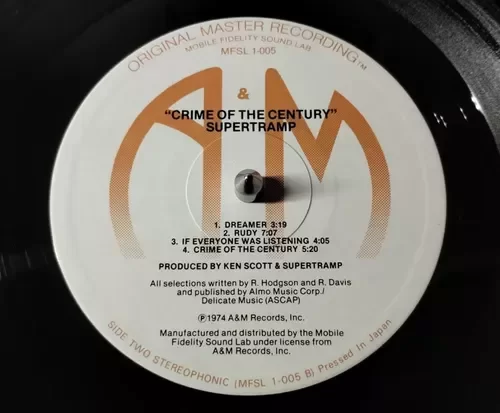 ORIGINAL MASTER RECORDING™
MOBILE FIDELITY SOUND LAB
MFSL 1-005
A&M
"CRIME OF THE CENTURY"
SUPERTRAMP
1. DREAMER 3:19
2. RUDY 7:07
3. IF EVERYONE WAS LISTENING 4:05
4. CRIME OF THE CENTURY 5:20
PRODUCED BY KEN SCOTT & SUPERTRAMP
All selections written by R. Hodgson and R. Davis
and published by Almo Music Corp./
Delicate Music (ASCAP)
℗1974 A&M Records, Inc.
Manufactured and distributed by the Mobile
Fidelity Sound Lab under license from
A&M Records, Inc.
SIDE TWO STEREOPHONIC (MFSL 1-005 B) Pressed in Japan